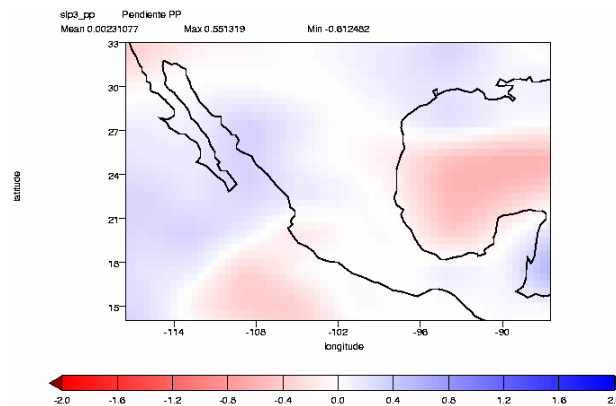 slp3_pp Pendiente PP
Mean 0.00231077 Max 0.551319 Min -0.612482
33
30
27
24
21
18
15
latitude
-114 -108 -102 -96 -90
longitude
-2.0 -1.6 -1.2 -0.8 -0.4 0.0 0.4 0.8 1.2 1.6 2.0